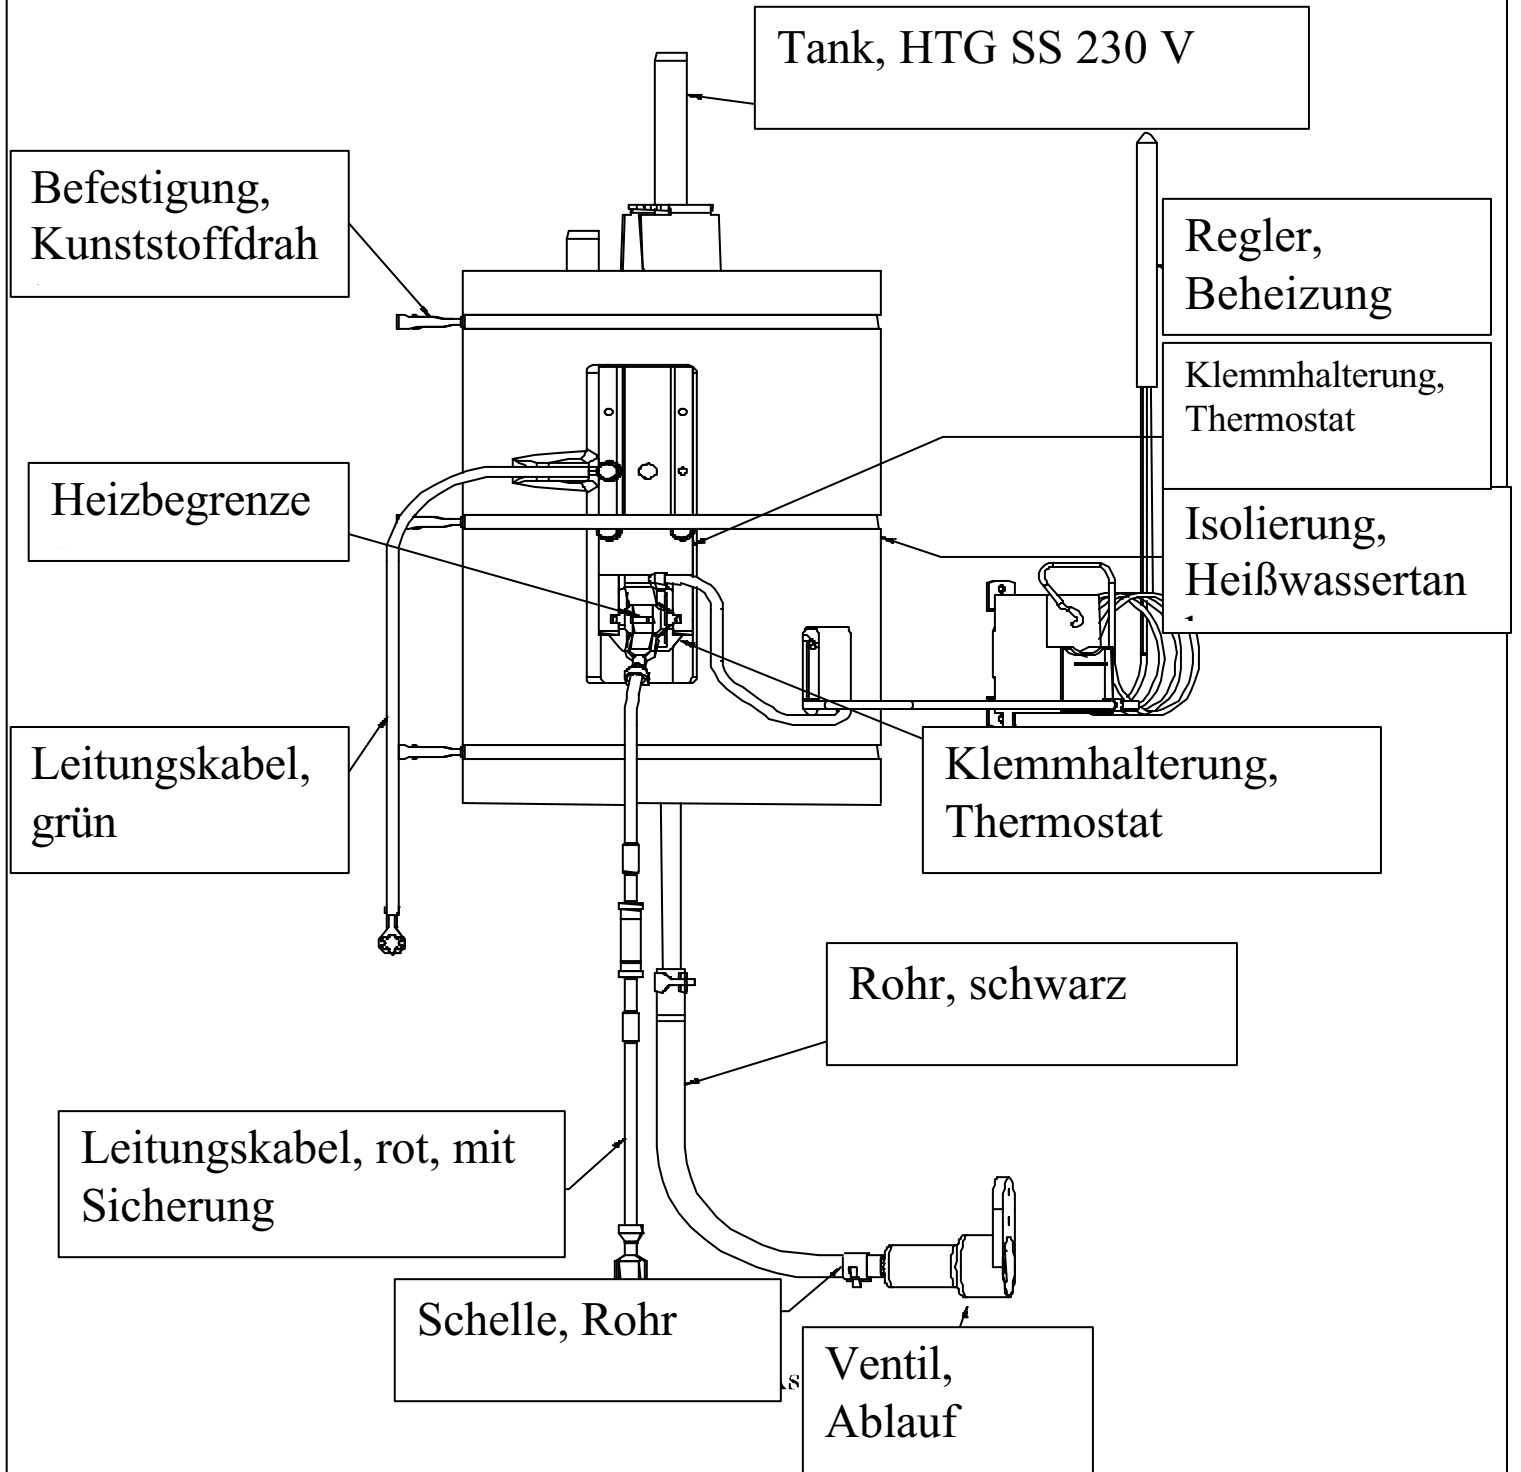 Tank, HTG SS 230 V
Befestigung,
Kunststoffdrah
Regler,
Beheizung
Klemmhalterung,
Thermostat
Heizbegrenze
Isolierung,
Heißwassertan
Leitungskabel,
grün
Klemmhalterung,
Thermostat
Rohr, schwarz
Leitungskabel, rot, mit
Sicherung
Schelle, Rohr
Ventil,
Ablauf